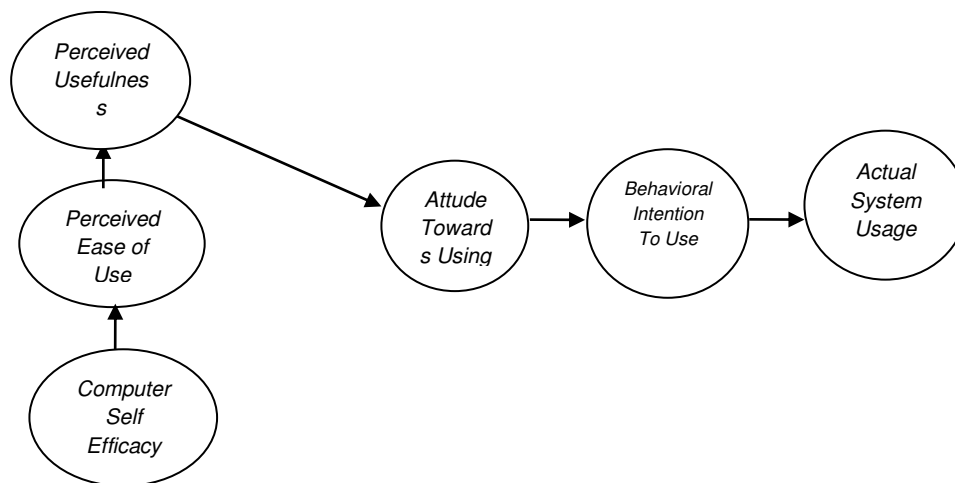 Perceived
Usefulnes
s
Perceived
Ease of
Use
Computer
Self
Efficacy
Attude
Toward
s Using
Behavioral
Intention
To Use
Actual
System
Usage